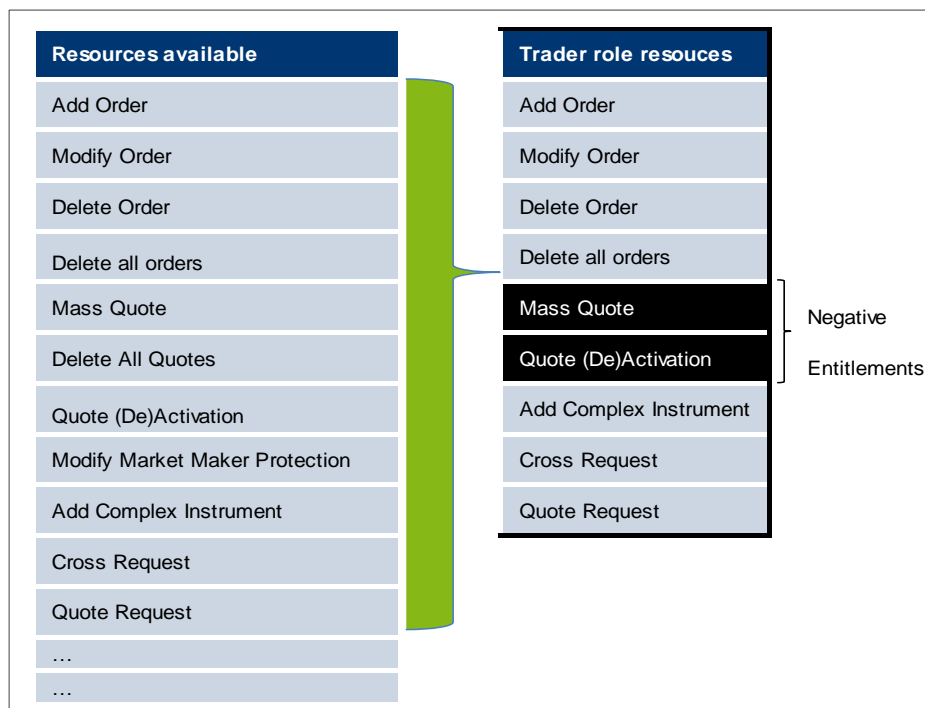 Resources available
Add Order
Modify Order
Delete Order
Delete all orders
Mass Quote
Delete All Quotes
Quote (De)Activation
Modify Market Maker Protection
Add Complex Instrument
Cross Request
Quote Request
…
…
Trader role resouces
Add Order
Modify Order
Delete Order
Delete all orders
Mass Quote
Quote (De)Activation
Add Complex Instrument
Cross Request
Quote Request
Negative
Entitlements